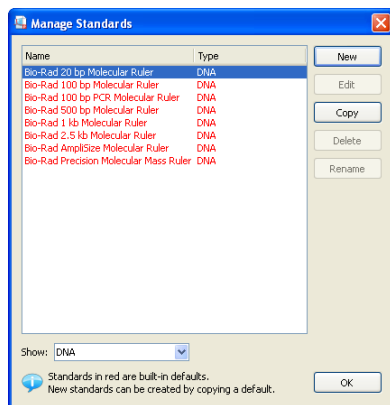 Manage Standards
Name Type
Bio-Rad 20 bp Molecular Ruler DNA
Bio-Rad 100 bp Molecular Ruler DNA
Bio-Rad 100 bp PCR Molecular Ruler DNA
Bio-Rad 500 bp Molecular Ruler DNA
Bio-Rad 1 kb Molecular Ruler DNA
Bio-Rad 2.5 kb Molecular Ruler DNA
Bio-Rad AmpliSize Molecular Ruler DNA
Bio-Rad Precision Molecular Mass Ruler DNA
New
Edit
Copy
Delete
Rename
Show: DNA
Standards in red are built-in defaults.
New standards can be created by copying a default.
OK